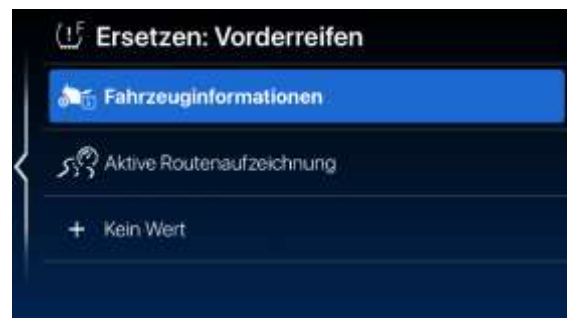 Ersetzen: Vorderreifen
Fahrzeuginformationen
Aktive Routenaufzeichnung
+ Kein Wert